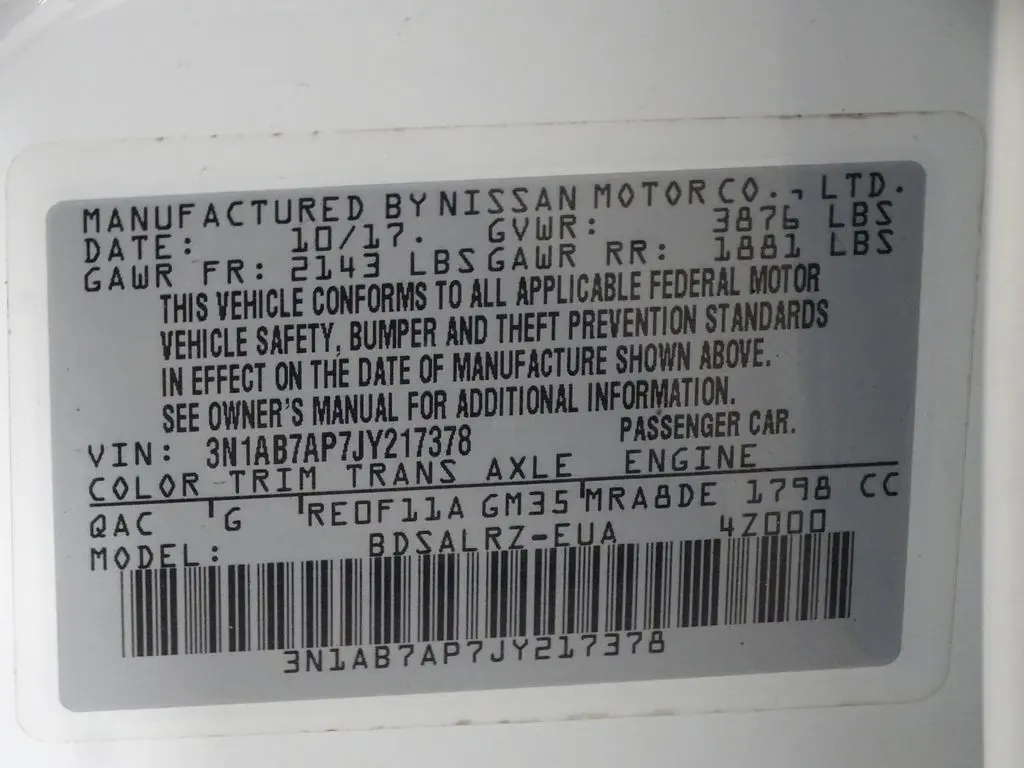 MANUFACTURED BY NISSAN MOTOR CO., LTD.
DATE: 10/17. GVWR: 3876 LBS
GAWR FR: 2143 LBS GAWR RR: 1881 LBS
THIS VEHICLE CONFORMS TO ALL APPLICABLE FEDERAL MOTOR
VEHICLE SAFETY, BUMPER AND THEFT PREVENTION STANDARDS
IN EFFECT ON THE DATE OF MANUFACTURE SHOWN ABOVE.
SEE OWNER'S MANUAL FOR ADDITIONAL INFORMATION.
VIN: 3N1AB7AP7JY217378 PASSENGER CAR.
COLOR TRIM TRANS AXLE ENGINE
QAC G RE0F11A GM35 MRA8DE 1798 CC
MODEL: BDSALRZ-EUA 4Z000
3N1AB7AP7JY217378